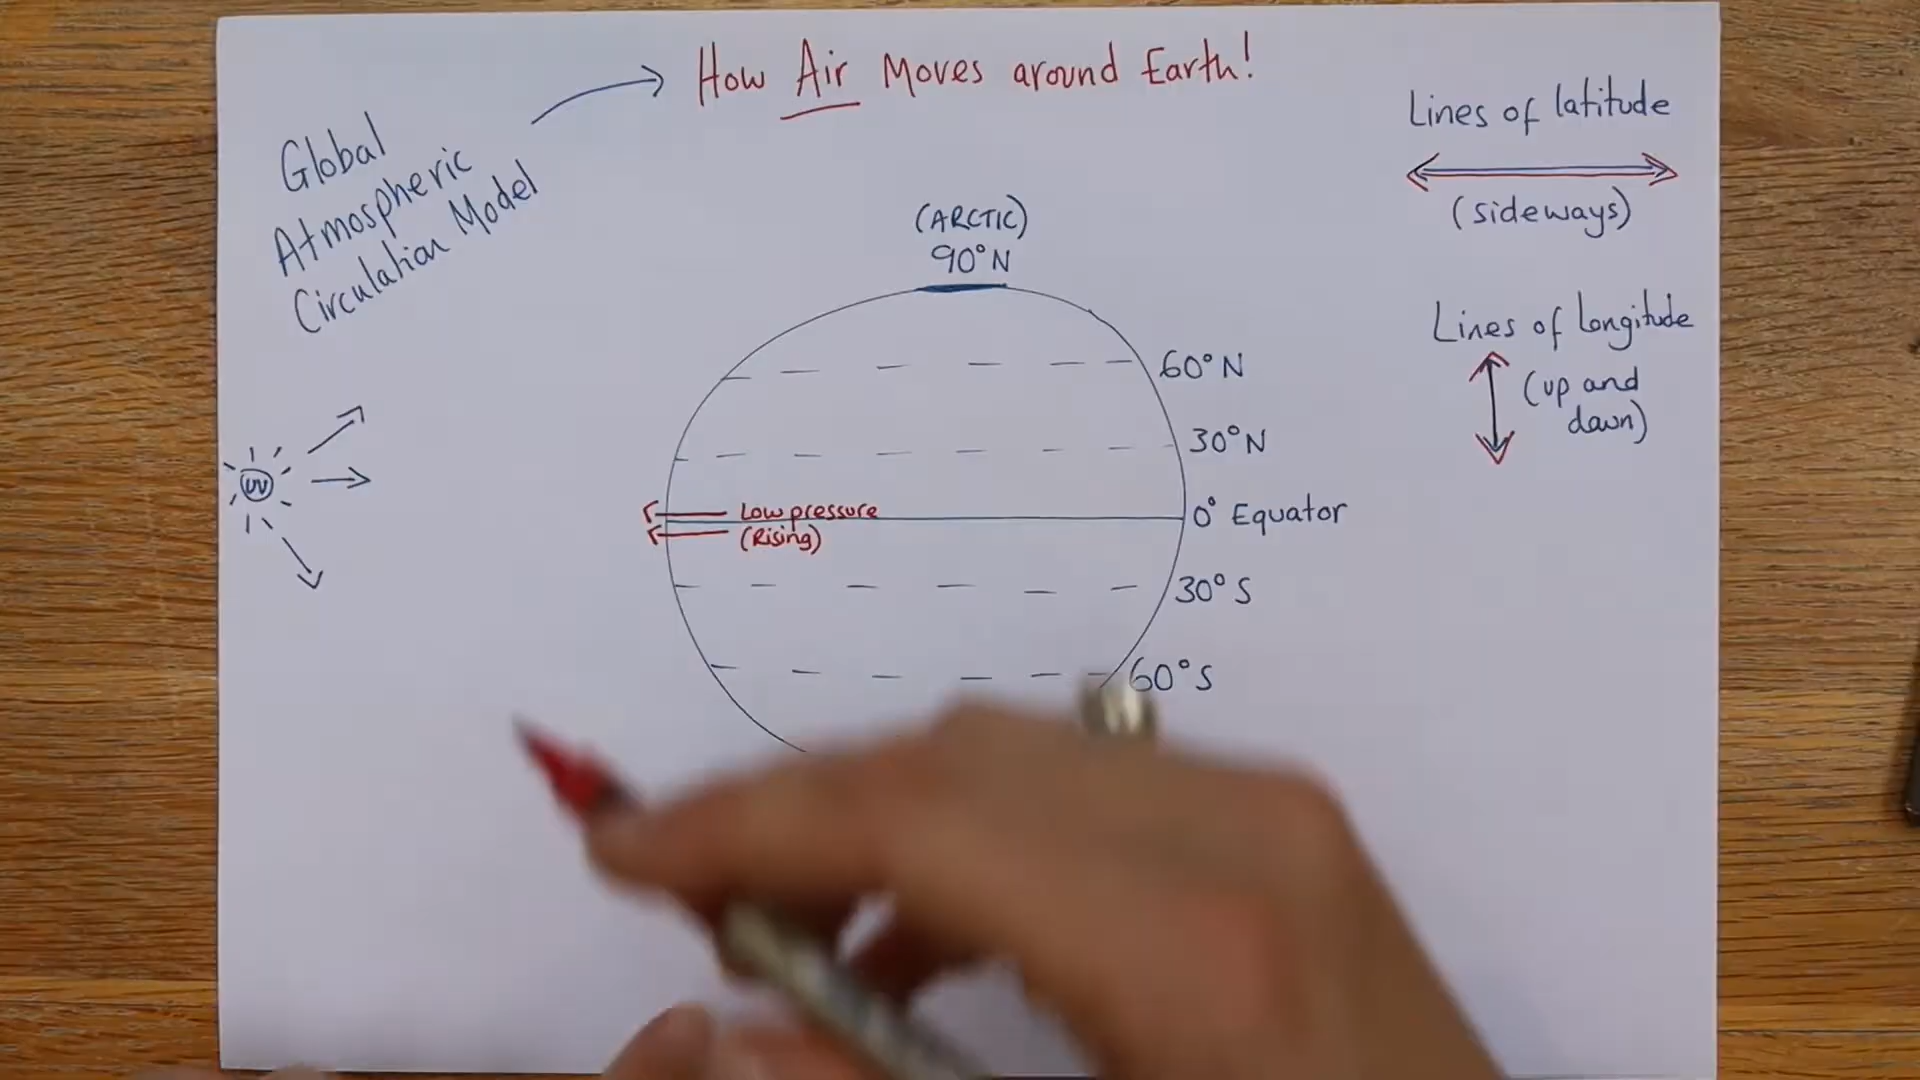 How Air Moves around Earth!
Global
Atmospheric
Circulation Model
Lines of latitude
(sideways)
(ARCTIC)
90°N
Lines of longitude
(up and
down)
60°N
30°N
UV
Low pressure
(Rising)
0° Equator
30° S
60°S